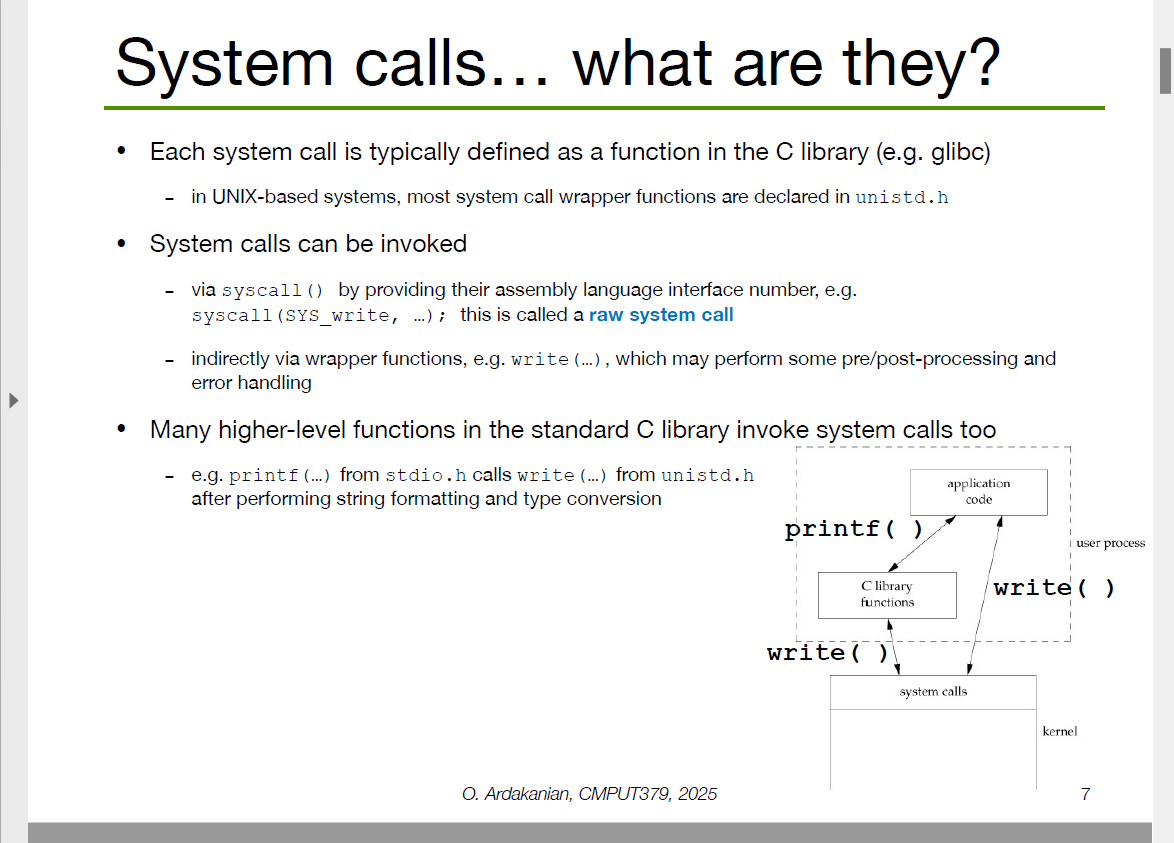 System calls… what are they?
• Each system call is typically defined as a function in the C library (e.g. glibc)
– in UNIX-based systems, most system call wrapper functions are declared in unistd.h
• System calls can be invoked
– via syscall() by providing their assembly language interface number, e.g.
syscall(SYS_write, …); this is called a raw system call
– indirectly via wrapper functions, e.g. write(…), which may perform some pre/post-processing and
error handling
• Many higher-level functions in the standard C library invoke system calls too
– e.g. printf(…) from stdio.h calls write(…) from unistd.h
after performing string formatting and type conversion
application
code
printf( )
user process
C library
functions
write( )
write( )
system calls
kernel
O. Ardakanian, CMPUT379, 2025
7